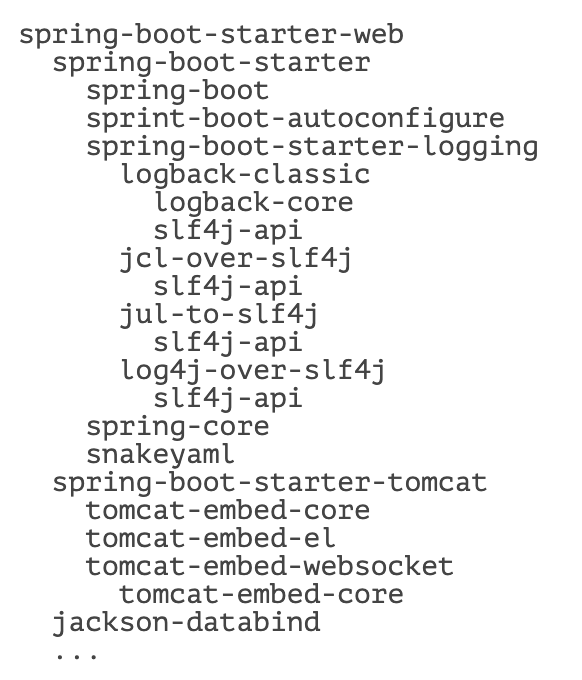 spring-boot-starter-web
spring-boot-starter
spring-boot
sprint-boot-autoconfigure
spring-boot-starter-logging
logback-classic
logback-core
slf4j-api
jcl-over-slf4j
slf4j-api
jul-to-slf4j
slf4j-api
log4j-over-slf4j
slf4j-api
spring-core
snakeyaml
spring-boot-starter-tomcat
tomcat-embed-core
tomcat-embed-el
tomcat-embed-websocket
tomcat-embed-core
jackson-databind
...